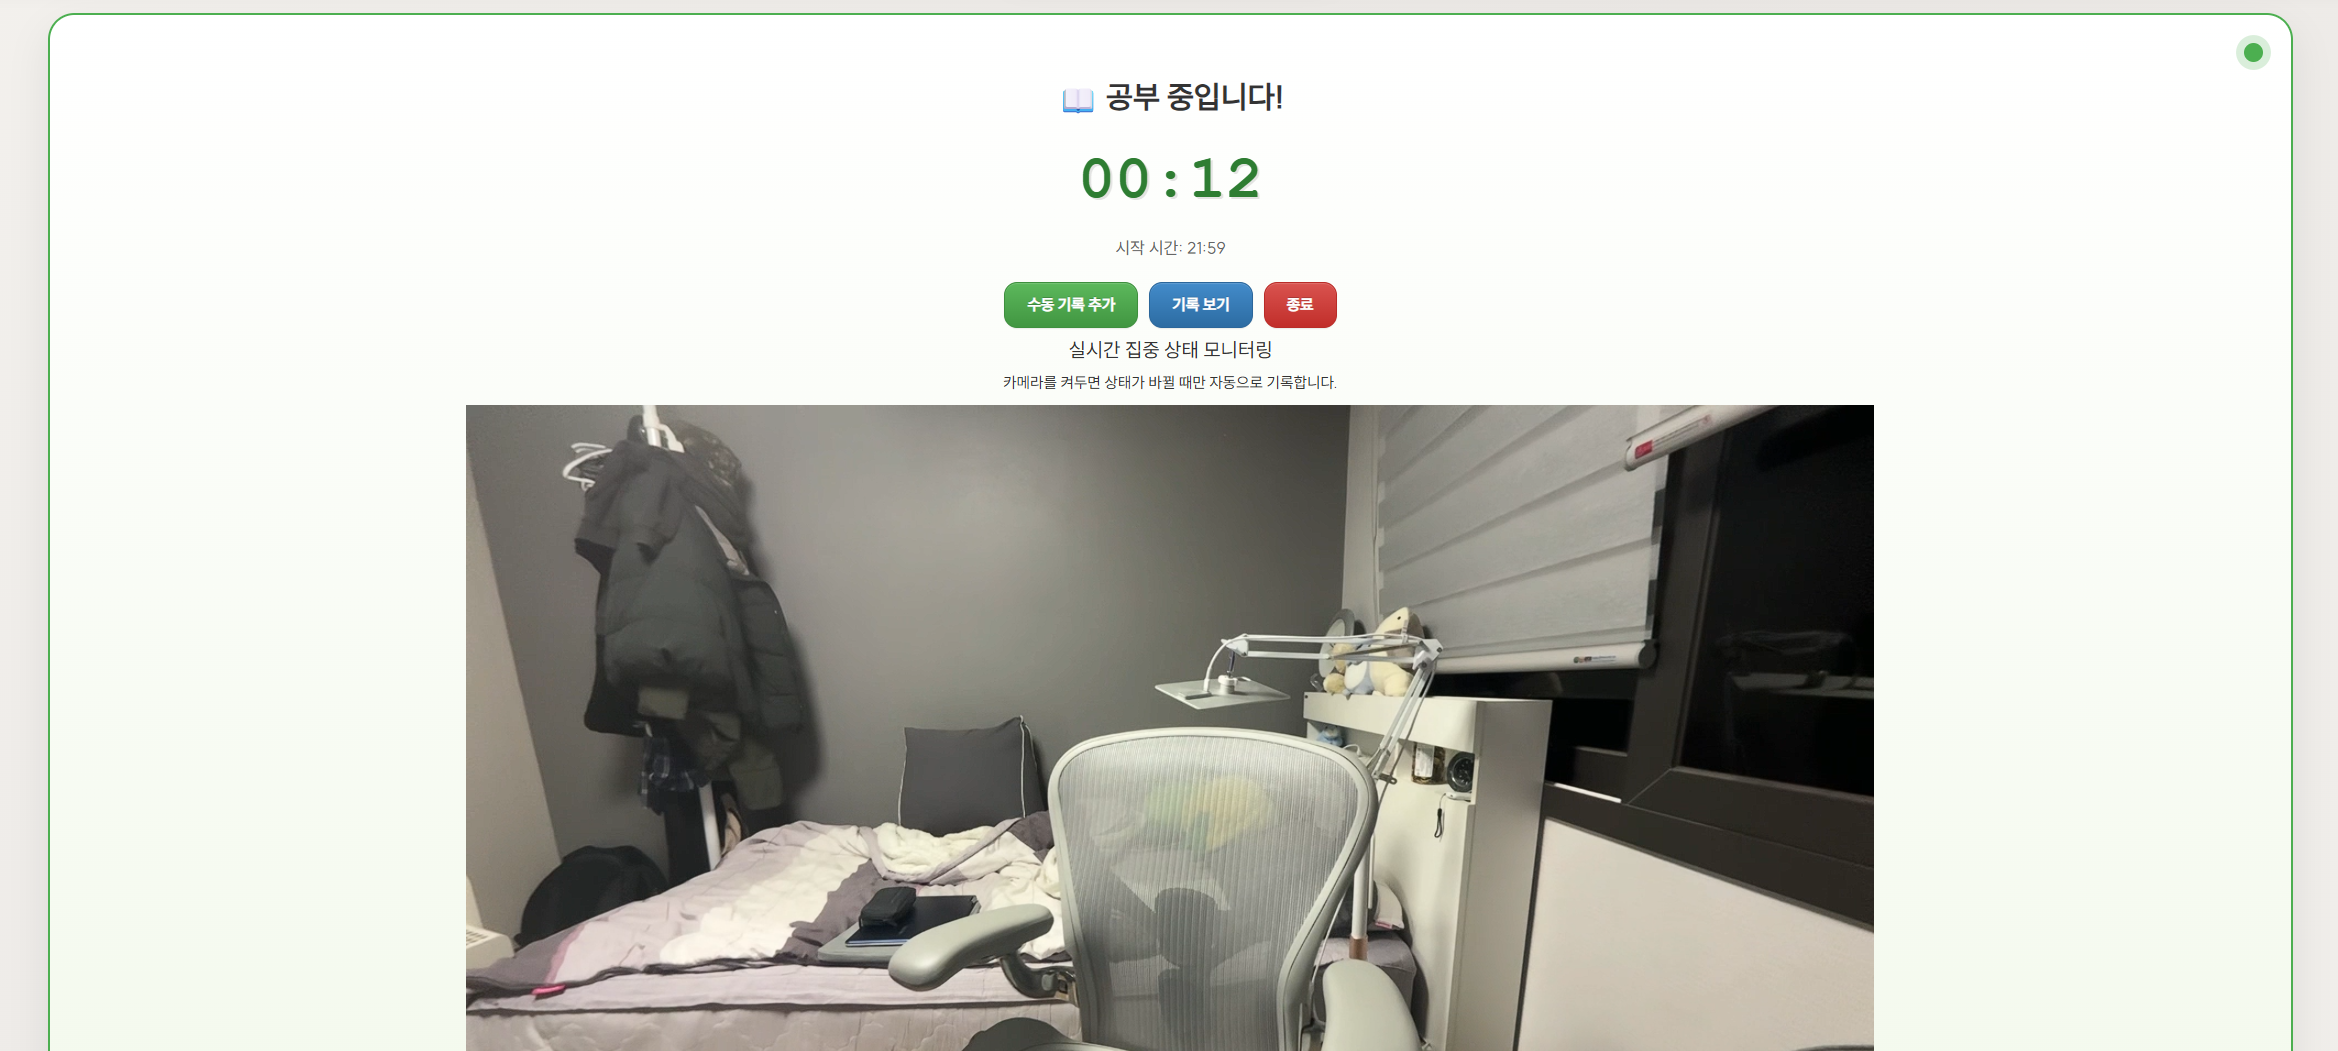 📖 공부 중입니다!
00:12
시작 시간: 21:59
수동 기록 추가 기록 보기 종료
실시간 집중 상태 모니터링
카메라를 켜두면 상태가 바뀔 때만 자동으로 기록합니다.